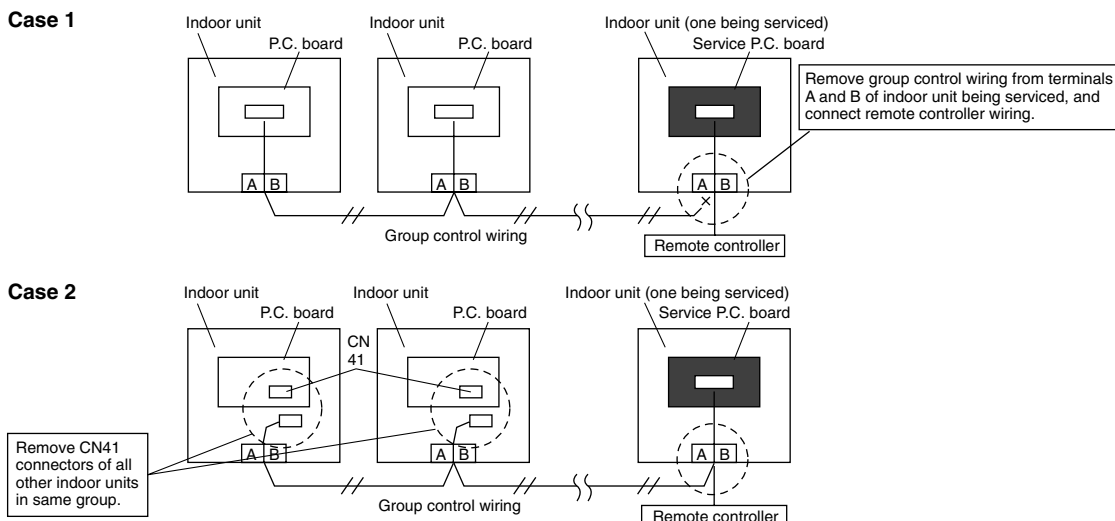 Case 1
Indoor unit
P.C. board
Indoor unit
P.C. board
Indoor unit (one being serviced)
Service P.C. board
Remove group control wiring from terminals
A and B of indoor unit being serviced, and
connect remote controller wiring.
A B
A B
A B
Group control wiring
Remote controller
Case 2
Indoor unit
P.C. board
Indoor unit
P.C. board
Indoor unit (one being serviced)
Service P.C. board
CN
41
Remove CN41
connectors of all
other indoor units
in same group.
A B
A B
A B
Group control wiring
Remote controller